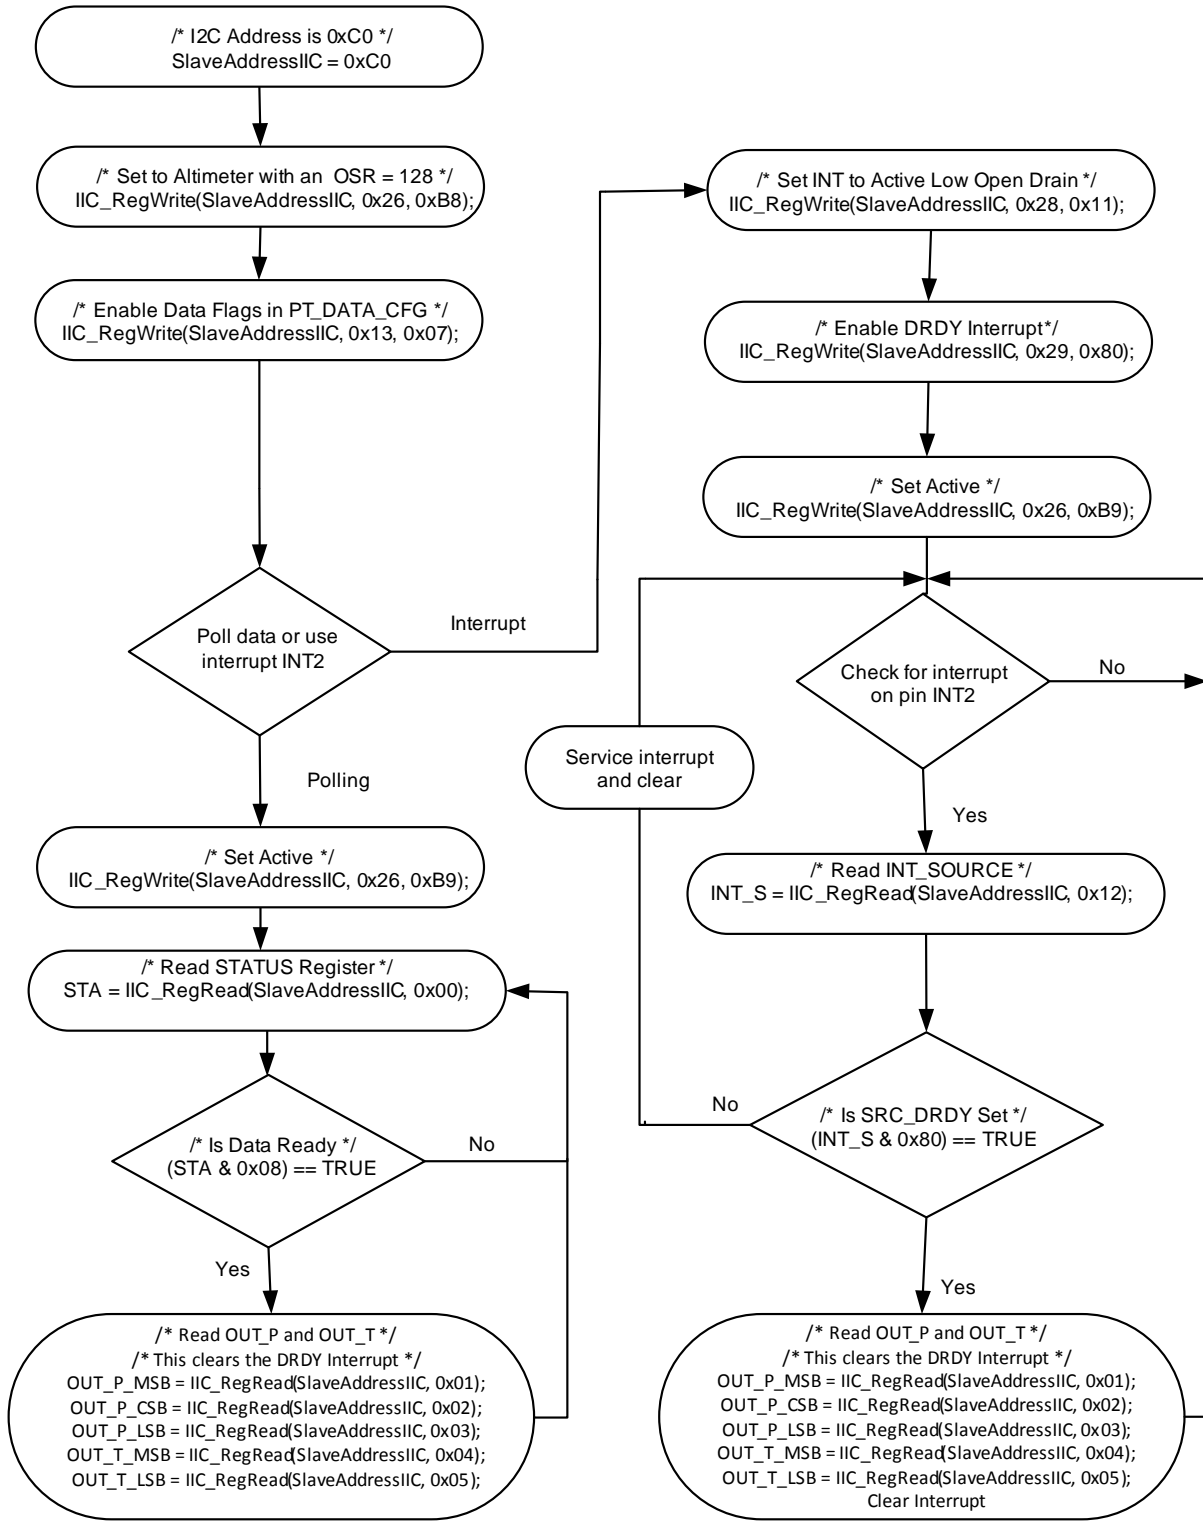 /* I2C Address is 0xC0 */
SlaveAddressIIC = 0xC0
/* Set to Altimeter with an OSR = 128 */
IIC_RegWrite(SlaveAddressIIC, 0x26, 0xB8);
/* Enable Data Flags in PT_DATA_CFG */
IIC_RegWrite(SlaveAddressIIC, 0x13, 0x07);
Poll data or use
interrupt INT2
Interrupt
Polling
/* Set Active */
IIC_RegWrite(SlaveAddressIIC, 0x26, 0xB9);
/* Read STATUS Register */
STA = IIC_RegRead(SlaveAddressIIC, 0x00);
/* Is Data Ready */
(STA & 0x08) == TRUE
No
Yes
/* Read OUT_P and OUT_T */
/* This clears the DRDY Interrupt */
OUT_P_MSB = IIC_RegRead(SlaveAddressIIC, 0x01);
OUT_P_CSB = IIC_RegRead(SlaveAddressIIC, 0x02);
OUT_P_LSB = IIC_RegRead(SlaveAddressIIC, 0x03);
OUT_T_MSB = IIC_RegRead(SlaveAddressIIC, 0x04);
OUT_T_LSB = IIC_RegRead(SlaveAddressIIC, 0x05);
/* Set INT to Active Low Open Drain */
IIC_RegWrite(SlaveAddressIIC, 0x28, 0x11);
/* Enable DRDY Interrupt*/
IIC_RegWrite(SlaveAddressIIC, 0x29, 0x80);
/* Set Active */
IIC_RegWrite(SlaveAddressIIC, 0x26, 0xB9);
Check for interrupt
on pin INT2
No
Service interrupt
and clear
Yes
/* Read INT_SOURCE */
INT_S = IIC_RegRead(SlaveAddressIIC, 0x12);
No
/* Is SRC_DRDY Set */
(INT_S & 0x80) == TRUE
Yes
/* Read OUT_P and OUT_T */
/* This clears the DRDY Interrupt */
OUT_P_MSB = IIC_RegRead(SlaveAddressIIC, 0x01);
OUT_P_CSB = IIC_RegRead(SlaveAddressIIC, 0x02);
OUT_P_LSB = IIC_RegRead(SlaveAddressIIC, 0x03);
OUT_T_MSB = IIC_RegRead(SlaveAddressIIC, 0x04);
OUT_T_LSB = IIC_RegRead(SlaveAddressIIC, 0x05);
Clear Interrupt